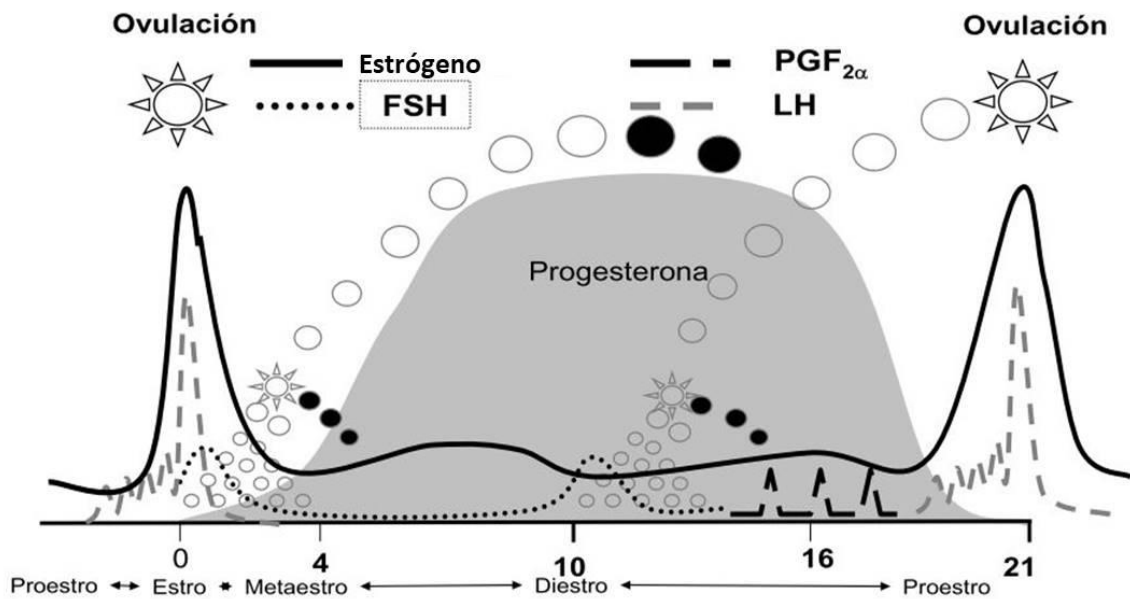 Ovulación
Ovulación
Estrógeno
PGF2α
FSH
LH
Progesterona
0
4
10
16
21
Proestro
Estro
Metaestro
Diestro
Proestro